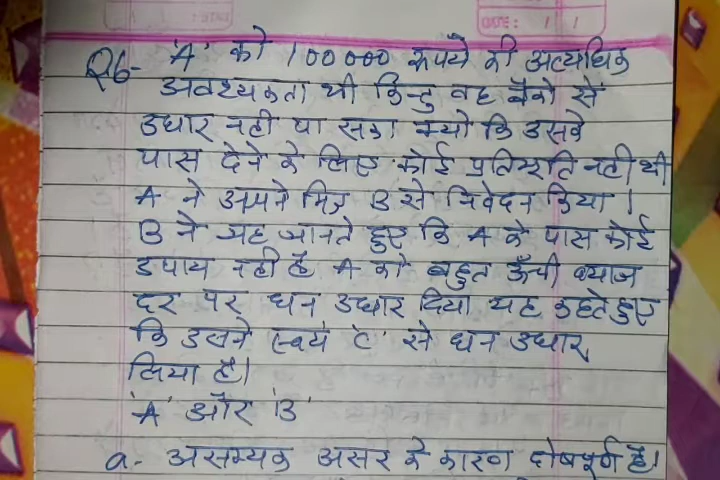 Q6- 'A' को 100000 रूपये की अत्यधिक
अवश्यकता थी किन्तु वह बैंको से
उधार नही पा सका क्यो कि उसके
पास देने के लिए कोई प्रतिभूति नही थी
A ने अपने मित्र B से निवेदन किया।
B ने यह जानते हुए कि A के पास कोई
उपाय नही है A को बहुत ऊँची ब्याज
दर पर धन उधार दिया यह कहते हुए
कि उसने स्वयं 'C' से धन उधार
लिया है।
'A' और 'B'
a- असम्यक असर के कारण दोषपूर्ण है।